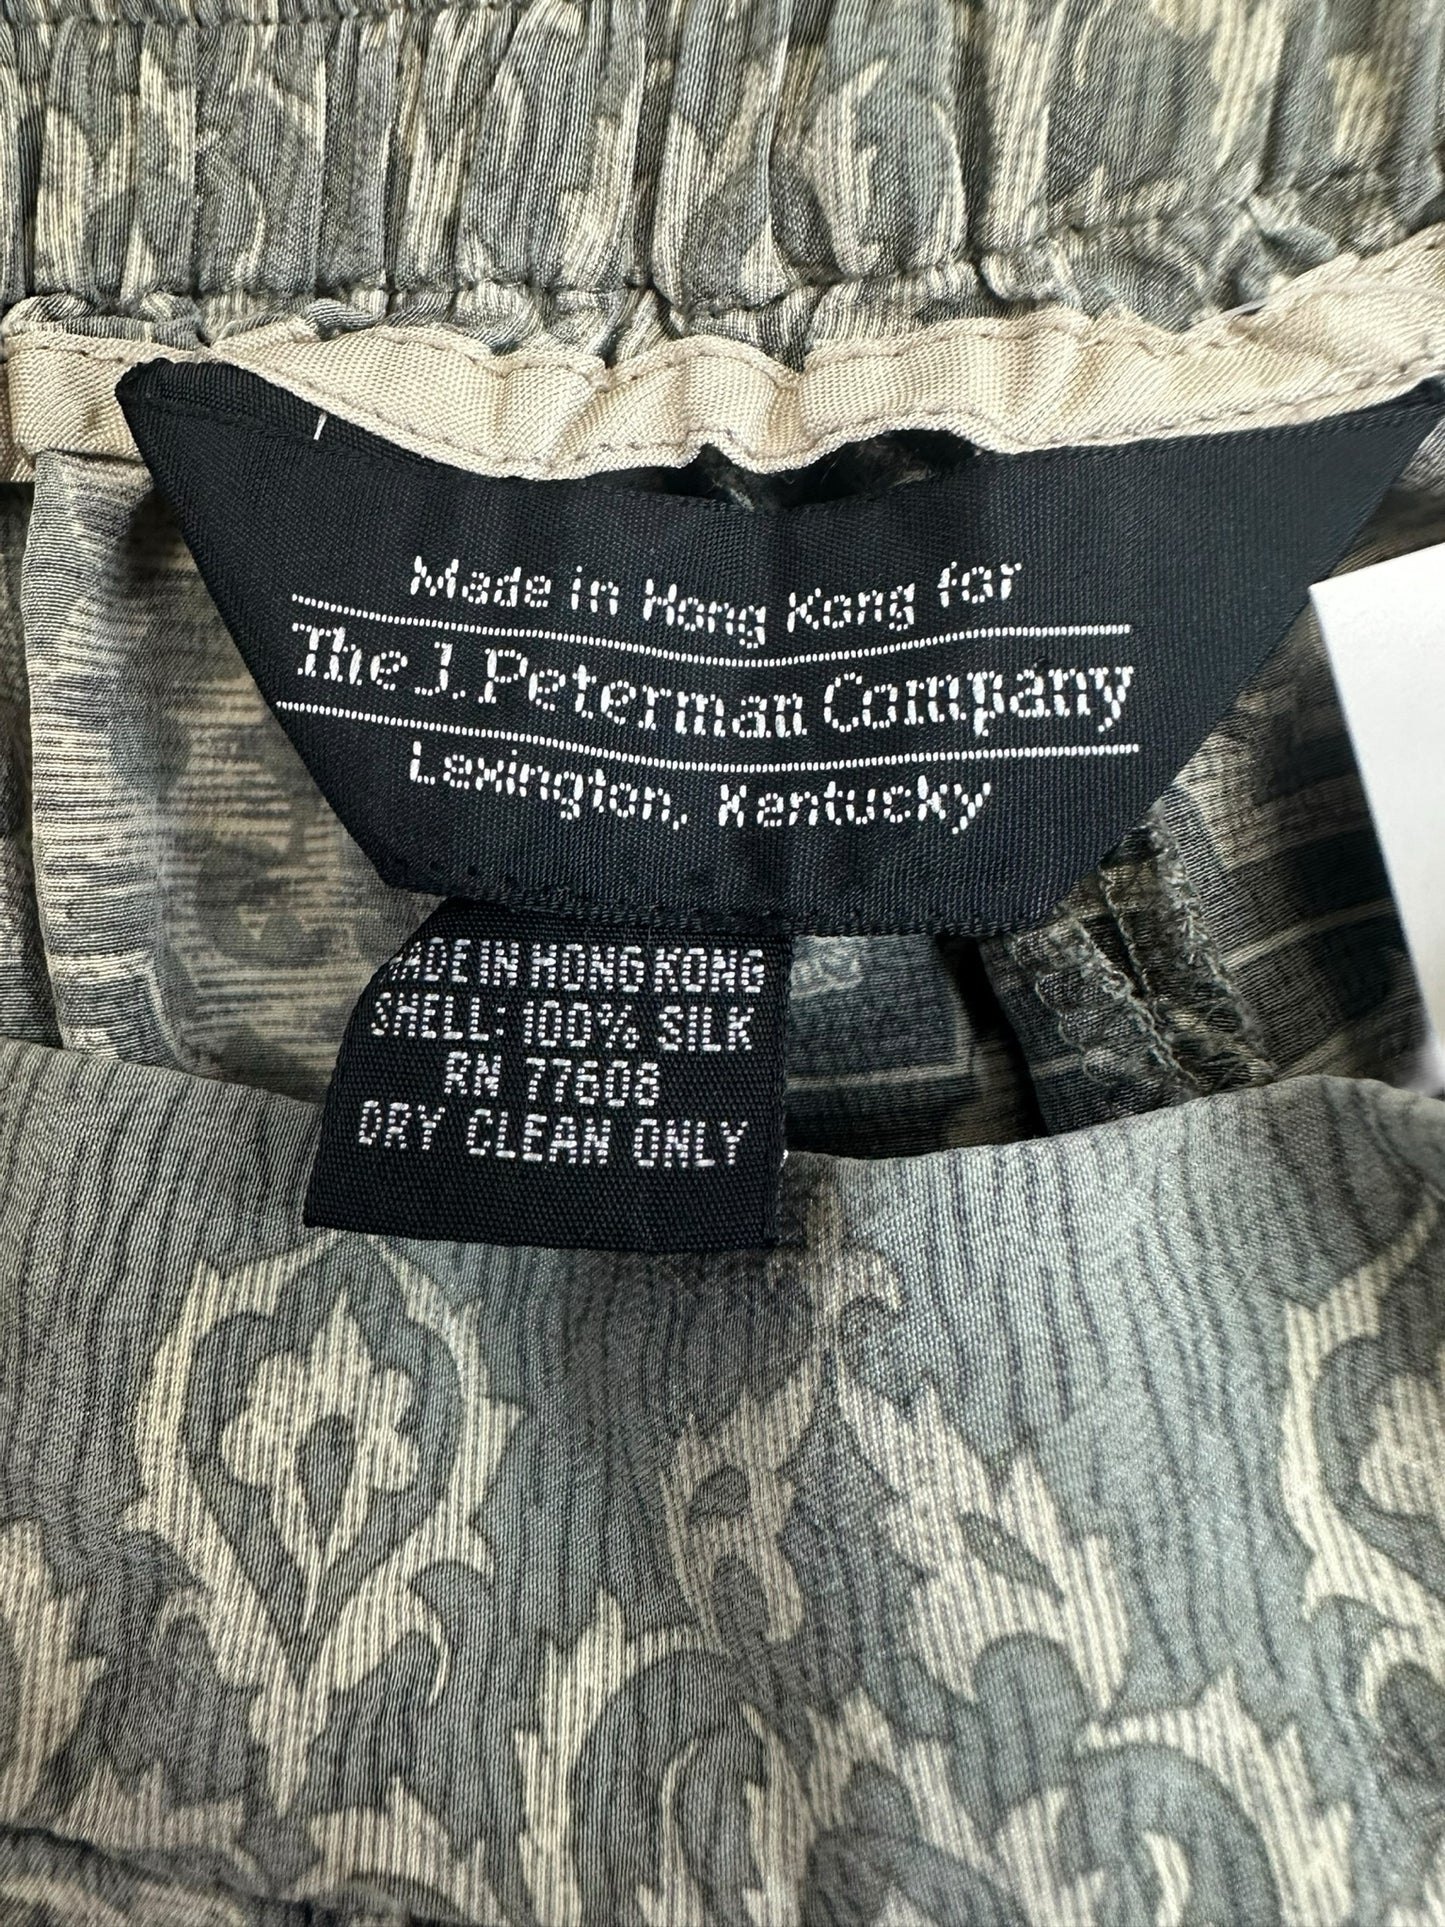 Made in Hong Kong for
The J. Peterman Company
Lexington, Kentucky
MADE IN HONG KONG
SHELL: 100% SILK
RN 77608
DRY CLEAN ONLY